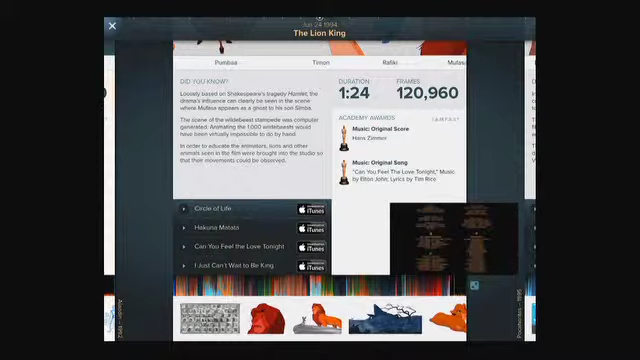 Jun 24 1994
The Lion King
Pumbaa Timon Rafiki Mufas
DID YOU KNOW?
Loosely based on Shakespeare's tragedy Hamlet, the
drama's influence can clearly be seen in the scene
where Mufasa appears as a ghost to his son Simba.
The scene of the wildebeest stampede was computer
generated. Animating the 1,000 wildebeests would
have been virtually impossible to do by hand.
In order to educate the animators, lions and other
animals seen in the film were brought into the studio so
that their movements could be observed.
DURATION
1:24
FRAMES
120,960
ACADEMY AWARDS
Music: Original Score
Hans Zimmer
Music: Original Song
"Can You Feel the Love Tonight," Music
by Elton John; Lyrics by Tim Rice
Circle of Life
iTunes
Hakuna Matata
iTunes
Can You Feel the Love Tonight
iTunes
I Just Can't Wait to Be King
iTunes
Aladdin - 1992
Pocahontas - 1995